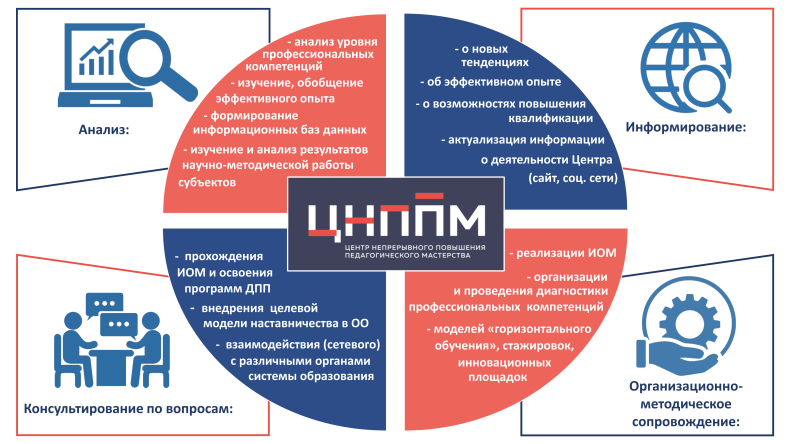 Анализ:
- анализ уровня
профессиональных
компетенций
- изучение, обобщение
эффективного опыта
- формирование
информационных баз данных
- изучение и анализ результатов
научно-методической работы
субъектов
- о новых
тенденциях
- об эффективном опыте
- о возможностях повышения
квалификации
- актуализация информации
о деятельности Центра
(сайт, соц. сети)
Информирование:
ЦНППМ
ЦЕНТР НЕПРЕРЫВНОГО ПОВЫШЕНИЯ
ПЕДАГОГИЧЕСКОГО МАСТЕРСТВА
- прохождения
ИОМ и освоения
программ ДПП
- внедрения целевой
модели наставничества в ОО
- взаимодействия (сетевого)
с различными органами
системы образования
Консультирование по вопросам:
- реализации ИОМ
- организации
и проведения диагностики
профессиональных компетенций
- моделей «горизонтального
обучения», стажировок,
инновационных
площадок
Организационно-
методическое
сопровождение: